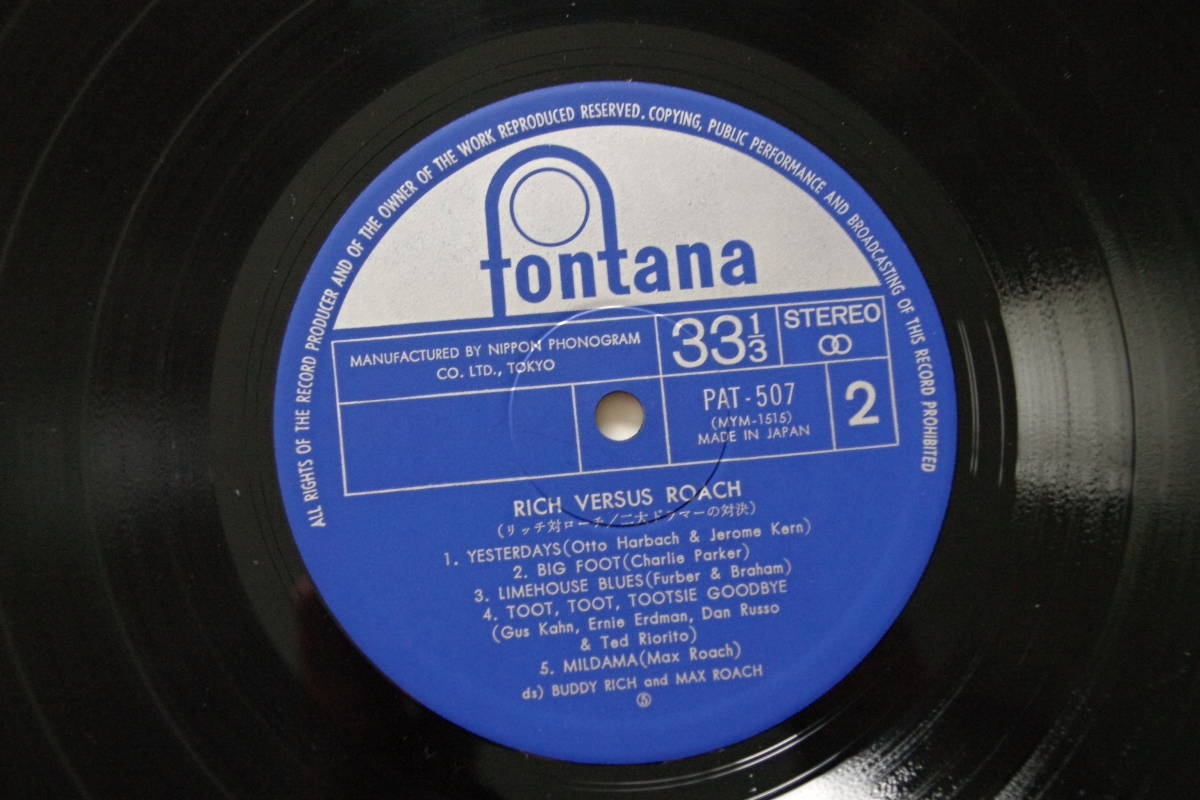 ALL RIGHTS OF THE RECORD PRODUCER AND OF THE OWNER OF THE WORK REPRODUCED RESERVED. COPYING, PUBLIC PERFORMANCE AND BROADCASTING OF THIS RECORD PROHIBITED
fontana
MANUFACTURED BY NIPPON PHONOGRAM
CO. LTD., TOKYO
33 1/3
STEREO
PAT-507
(MYM-1515)
MADE IN JAPAN
2
RICH VERSUS ROACH
(リッチ対ローチ/二大ドラマーの対決)
1. YESTERDAYS(Otto Harbach & Jerome Kern)
2. BIG FOOT(Charlie Parker)
3. LIMEHOUSE BLUES(Furber & Braham)
4. TOOT, TOOT, TOOTSIE GOODBYE
(Gus Kahn, Ernie Erdman, Dan Russo
& Ted Riorito)
5. MILDAMA(Max Roach)
ds) BUDDY RICH and MAX ROACH